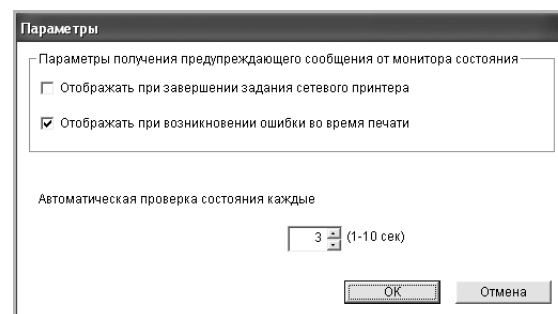 Параметры
Параметры получения предупреждающего сообщения от монитора состояния
Отображать при завершении задания сетевого принтера
Отображать при возникновении ошибки во время печати
Автоматическая проверка состояния каждые
3 (1-10 сек)
OK Отмена